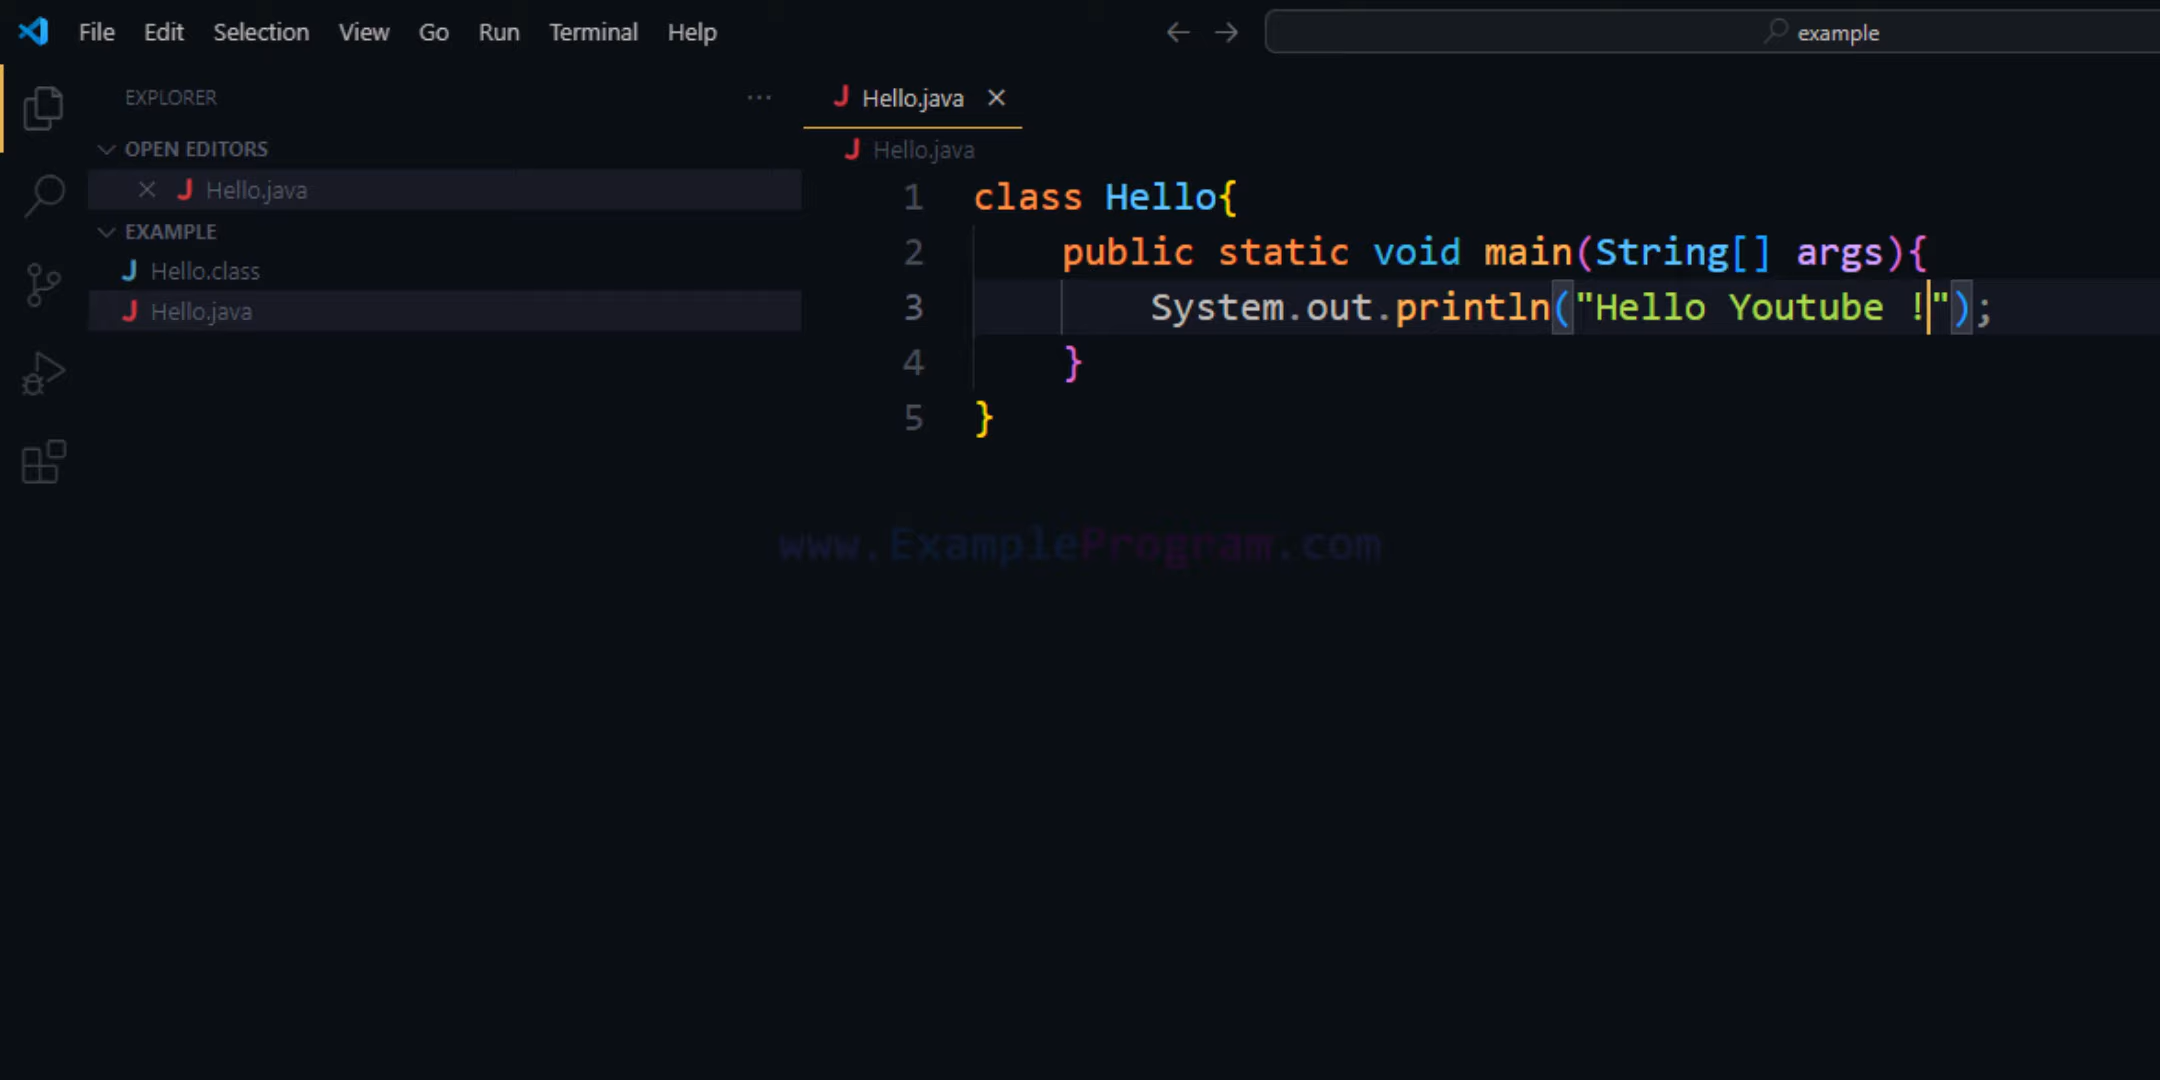 File Edit Selection View Go Run Terminal Help
example
EXPLORER
OPEN EDITORS
Hello.java
EXAMPLE
Hello.class
Hello.java
Hello.java
Hello.java
1 class Hello{
2 public static void main(String[] args){
3 System.out.println("Hello Youtube !");
4 }
5 }
www.ExampleProgram.com